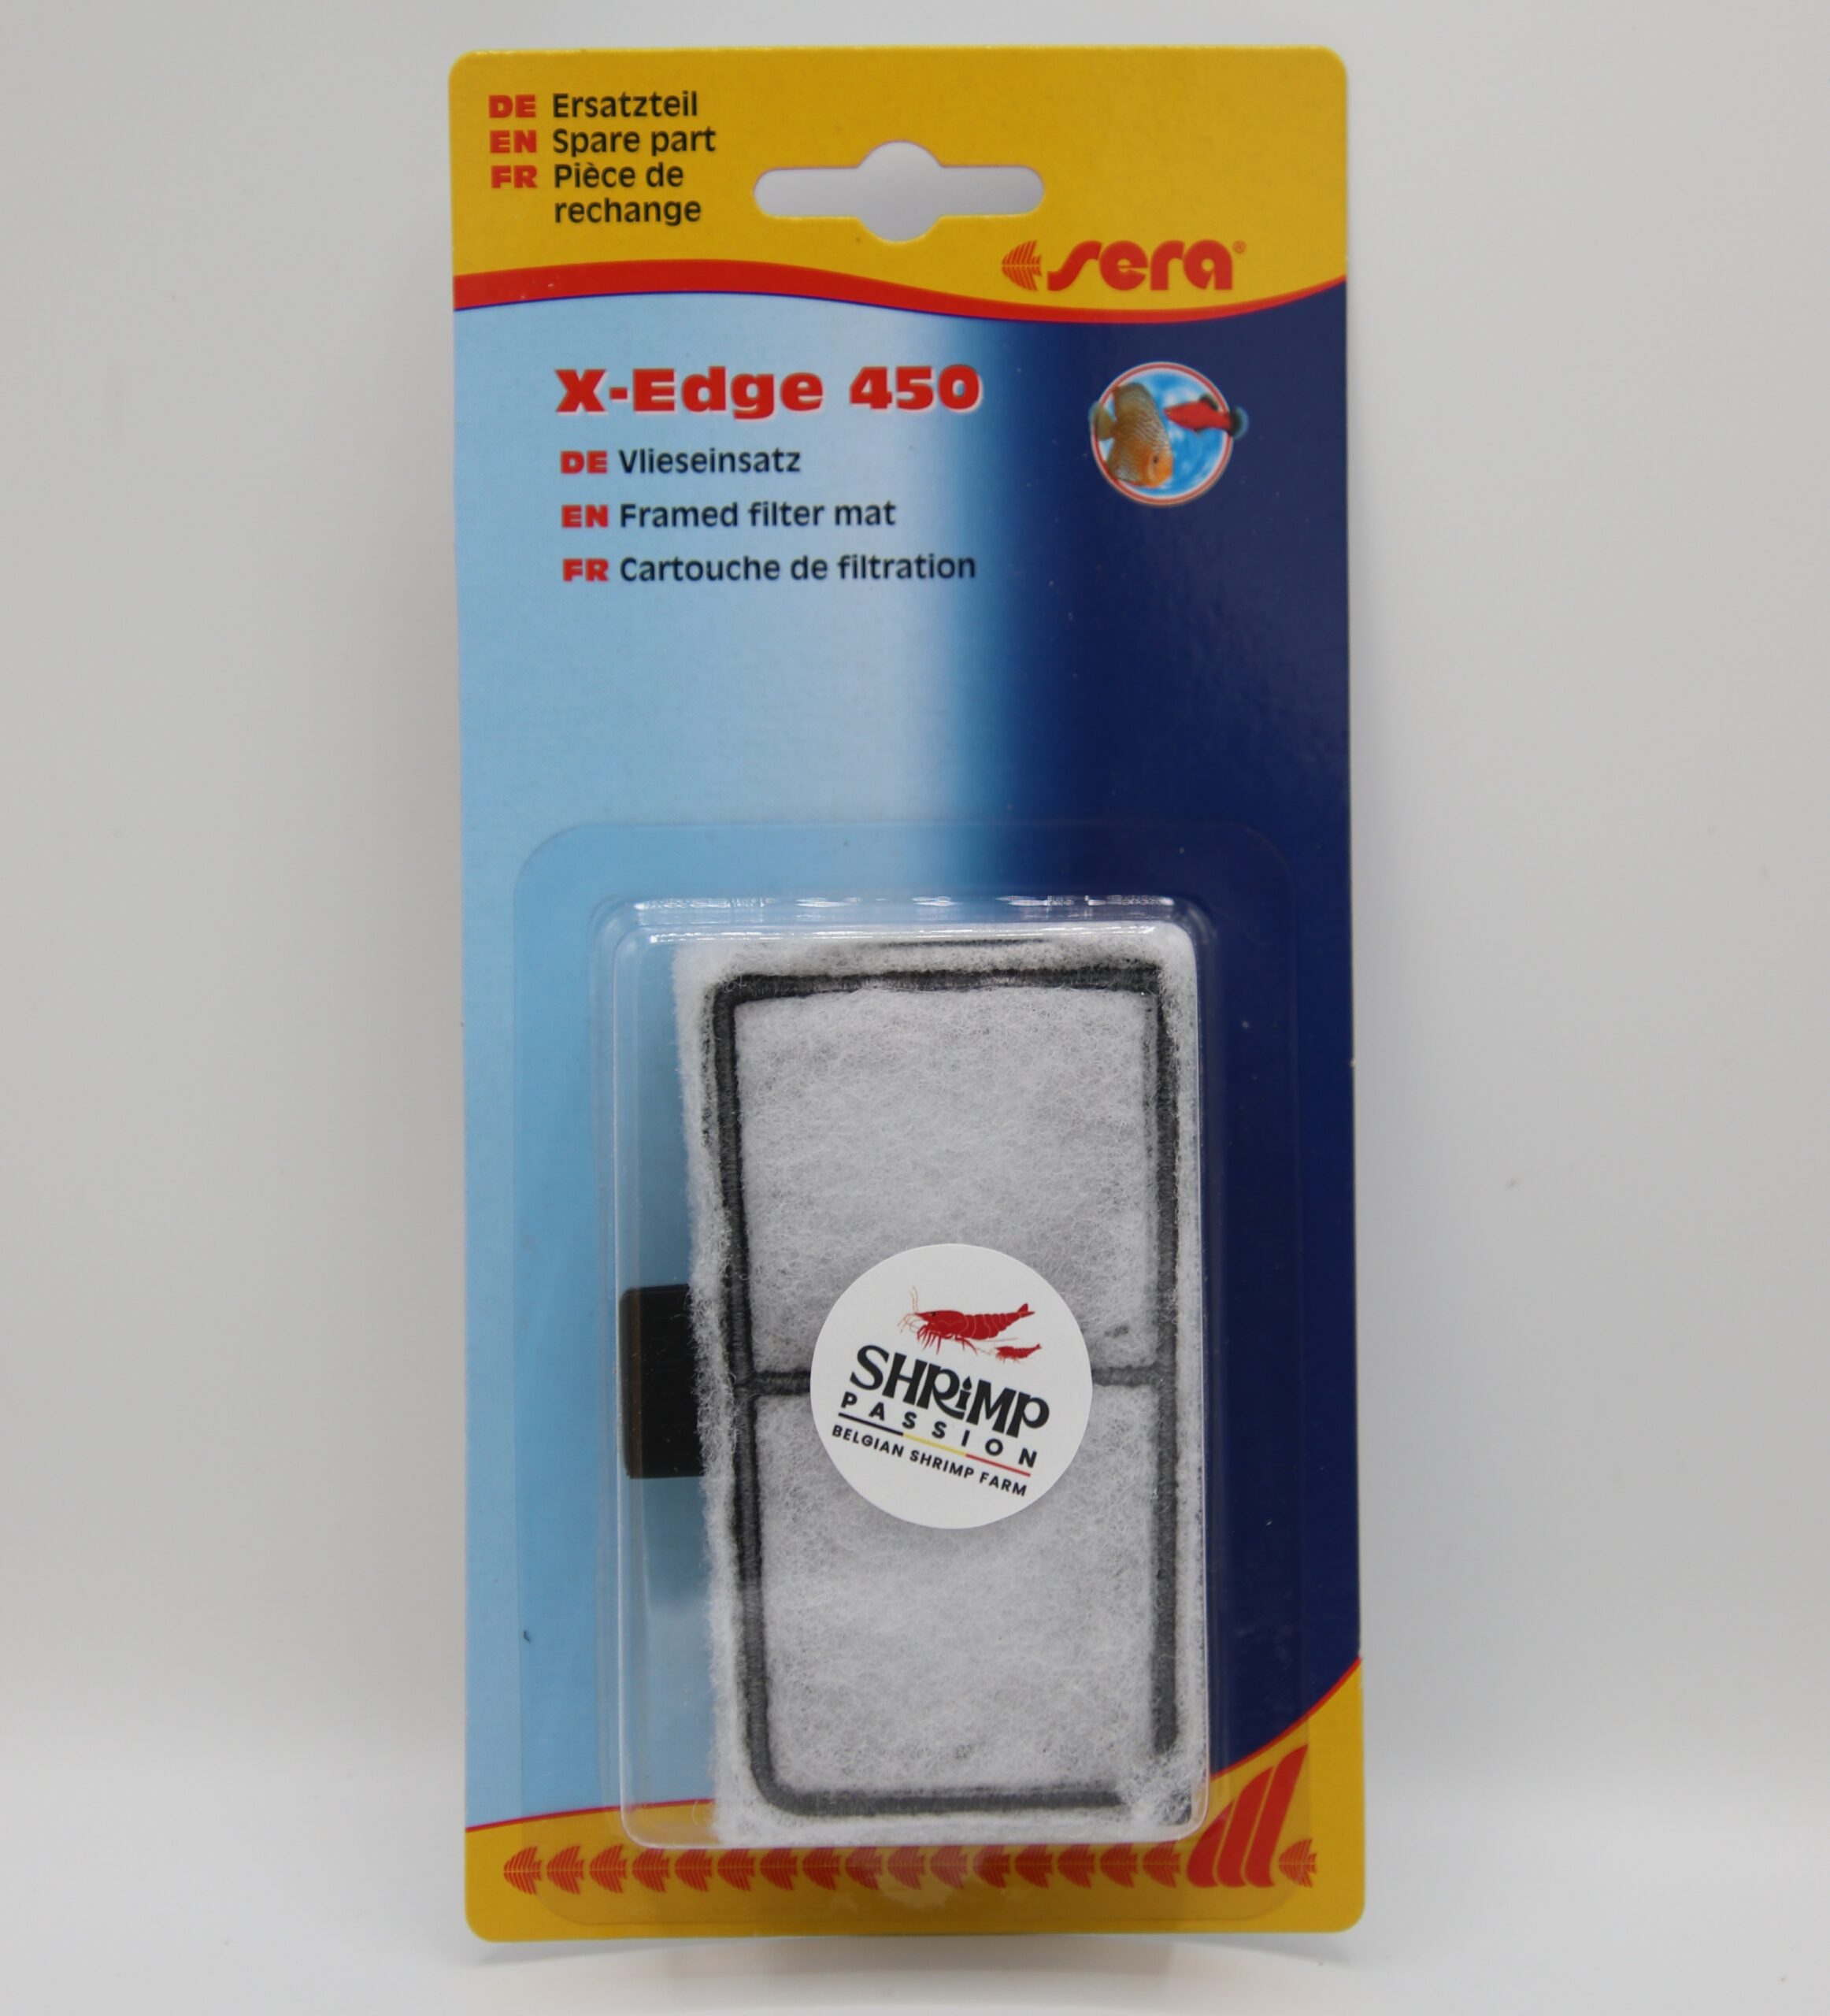 DE Ersatzteil
EN Spare part
FR Pièce de
rechange
sera®
X-Edge 450
DE Vlieseinsatz
EN Framed filter mat
FR Cartouche de filtration
SHRiMP
PASSION
BELGIAN SHRIMP FARM